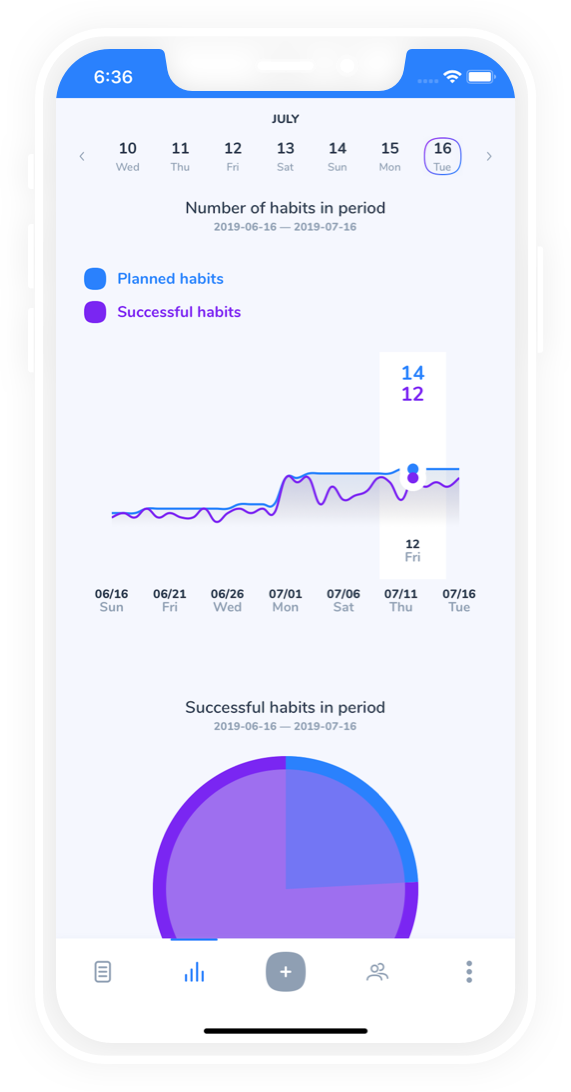 6:36
JULY
10 11 12 13 14 15 16
Wed Thu Fri Sat Sun Mon Tue
Number of habits in period
2019-06-16 — 2019-07-16
Planned habits
Successful habits
14
12
12
Fri
06/16 06/21 06/26 07/01 07/06 07/11 07/16
Sun Fri Wed Mon Sat Thu Tue
Successful habits in period
2019-06-16 — 2019-07-16